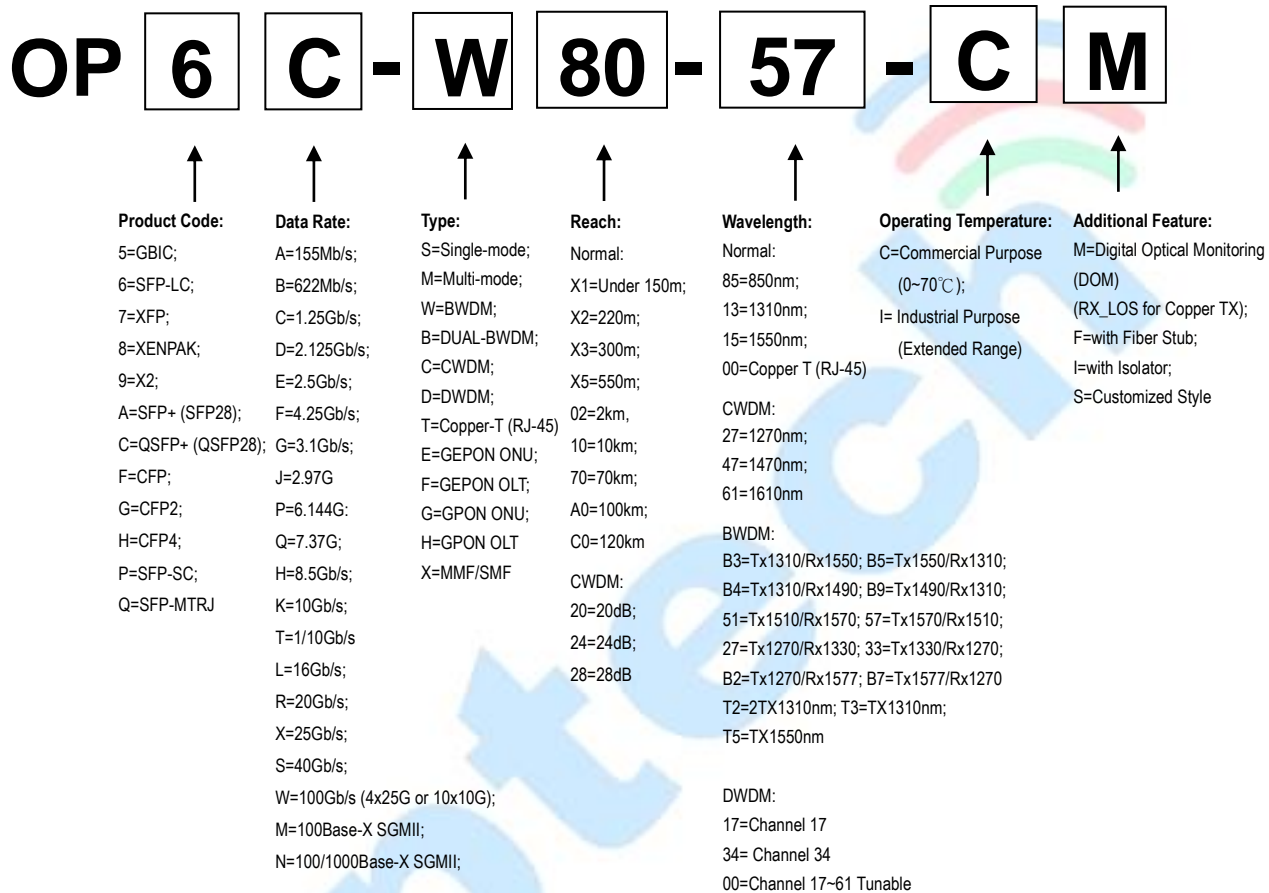 OP 6 C - W 80 - 57 - C M
Product Code:
5=GBIC;
6=SFP-LC;
7=XFP;
8=XENPAK;
9=X2;
A=SFP+ (SFP28);
C=QSFP+ (QSFP28);
F=CFP;
G=CFP2;
H=CFP4;
P=SFP-SC;
Q=SFP-MTRJ
Data Rate:
A=155Mb/s;
B=622Mb/s;
C=1.25Gb/s;
D=2.125Gb/s;
E=2.5Gb/s;
F=4.25Gb/s;
G=3.1Gb/s;
J=2.97G
P=6.144G:
Q=7.37G;
H=8.5Gb/s;
K=10Gb/s;
T=1/10Gb/s
L=16Gb/s;
R=20Gb/s;
X=25Gb/s;
S=40Gb/s;
W=100Gb/s (4x25G or 10x10G);
M=100Base-X SGMII;
N=100/1000Base-X SGMII;
Type:
S=Single-mode;
M=Multi-mode;
W=BWDM;
B=DUAL-BWDM;
C=CWDM;
D=DWDM;
T=Copper-T (RJ-45)
E=GEPON ONU;
F=GEPON OLT;
G=GPON ONU;
H=GPON OLT
X=MMF/SMF
Reach:
Normal:
X1=Under 150m;
X2=220m;
X3=300m;
X5=550m;
02=2km,
10=10km;
70=70km;
A0=100km;
C0=120km
CWDM:
20=20dB;
24=24dB;
28=28dB
Wavelength:
Normal:
85=850nm;
13=1310nm;
15=1550nm;
00=Copper T (RJ-45)
CWDM:
27=1270nm;
47=1470nm;
61=1610nm
BWDM:
B3=Tx1310/Rx1550; B5=Tx1550/Rx1310;
B4=Tx1310/Rx1490; B9=Tx1490/Rx1310;
51=Tx1510/Rx1570; 57=Tx1570/Rx1510;
27=Tx1270/Rx1330; 33=Tx1330/Rx1270;
B2=Tx1270/Rx1577; B7=Tx1577/Rx1270
T2=2TX1310nm; T3=TX1310nm;
T5=TX1550nm
DWDM:
17=Channel 17
34= Channel 34
00=Channel 17~61 Tunable
Operating Temperature:
C=Commercial Purpose
(0~70℃);
I= Industrial Purpose
(Extended Range)
Additional Feature:
M=Digital Optical Monitoring
(DOM)
(RX_LOS for Copper TX);
F=with Fiber Stub;
I=with Isolator;
S=Customized Style
ptech